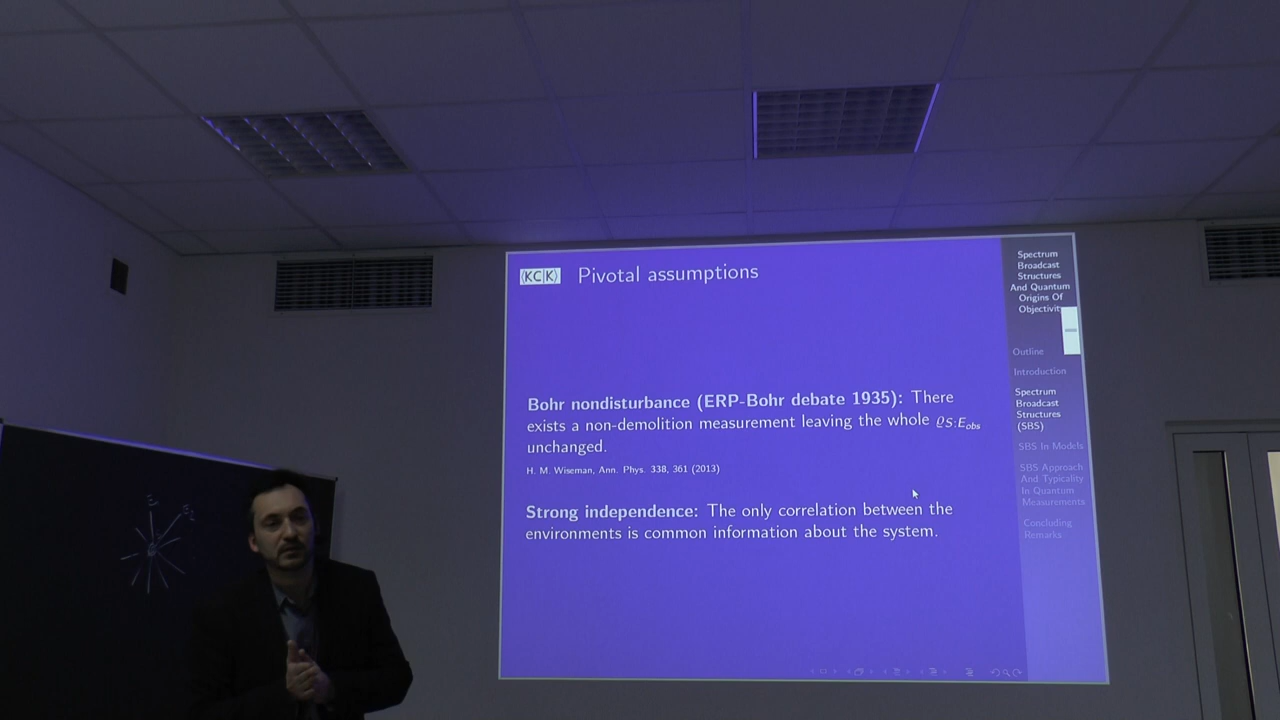 (KC|K) Pivotal assumptions
Bohr nondisturbance (ERP-Bohr debate 1935): There
exists a non-demolition measurement leaving the whole ϱS:Eobs
unchanged.
H. M. Wiseman, Ann. Phys. 338, 361 (2013)
Strong independence: The only correlation between the
environments is common information about the system.
Spectrum
Broadcast
Structures
And Quantum
Origins Of
Objectivity
Outline
Introduction
Spectrum
Broadcast
Structures
(SBS)
SBS In Models
SBS Approach
And Typicality
In Quantum
Measurements
Concluding
Remarks